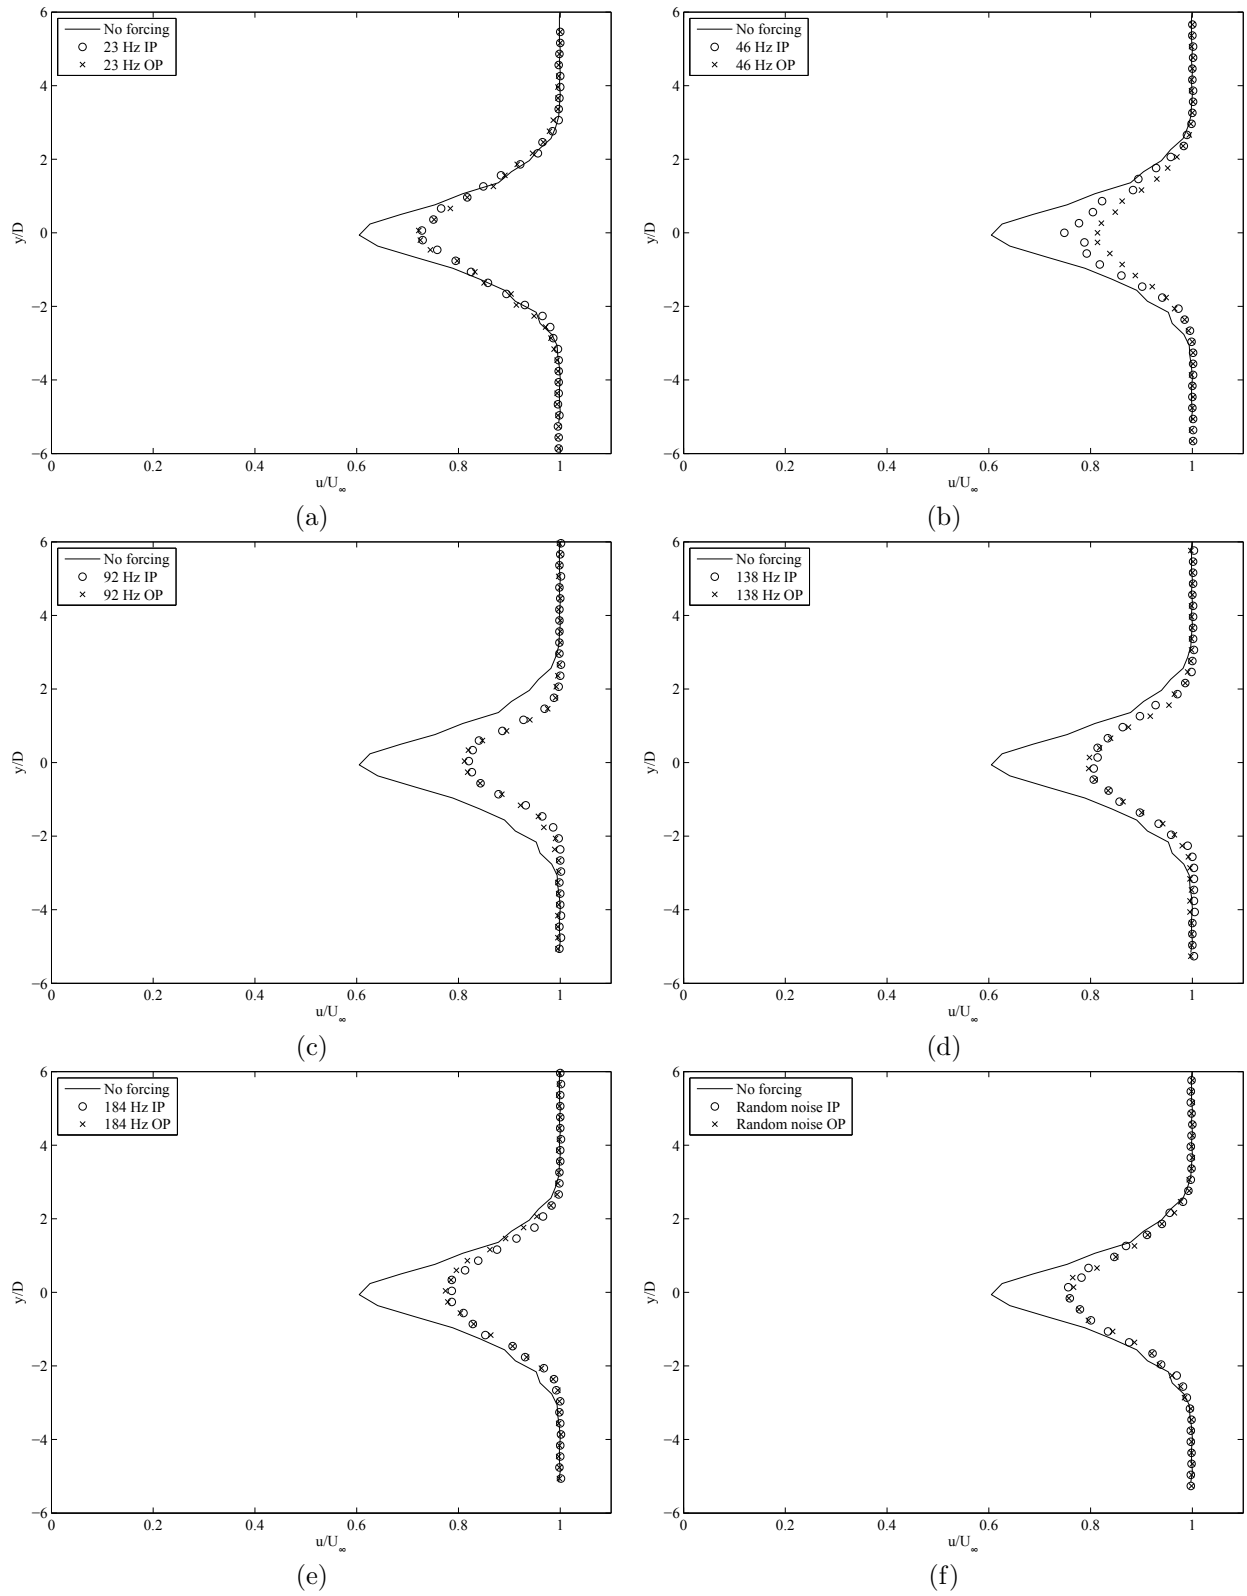 6
4
2
0
−2
−4
−6
y/D
No forcing
23 Hz IP
23 Hz OP
0
0.2
0.4
0.6
0.8
1
u/U∞
(a)
6
4
2
0
−2
−4
−6
y/D
No forcing
46 Hz IP
46 Hz OP
0
0.2
0.4
0.6
0.8
1
u/U∞
(b)
6
4
2
0
−2
−4
−6
y/D
No forcing
92 Hz IP
92 Hz OP
0
0.2
0.4
0.6
0.8
1
u/U∞
(c)
6
4
2
0
−2
−4
−6
y/D
No forcing
138 Hz IP
138 Hz OP
0
0.2
0.4
0.6
0.8
1
u/U∞
(d)
6
4
2
0
−2
−4
−6
y/D
No forcing
184 Hz IP
184 Hz OP
0
0.2
0.4
0.6
0.8
1
u/U∞
(e)
6
4
2
0
−2
−4
−6
y/D
No forcing
Random noise IP
Random noise OP
0
0.2
0.4
0.6
0.8
1
u/U∞
(f)